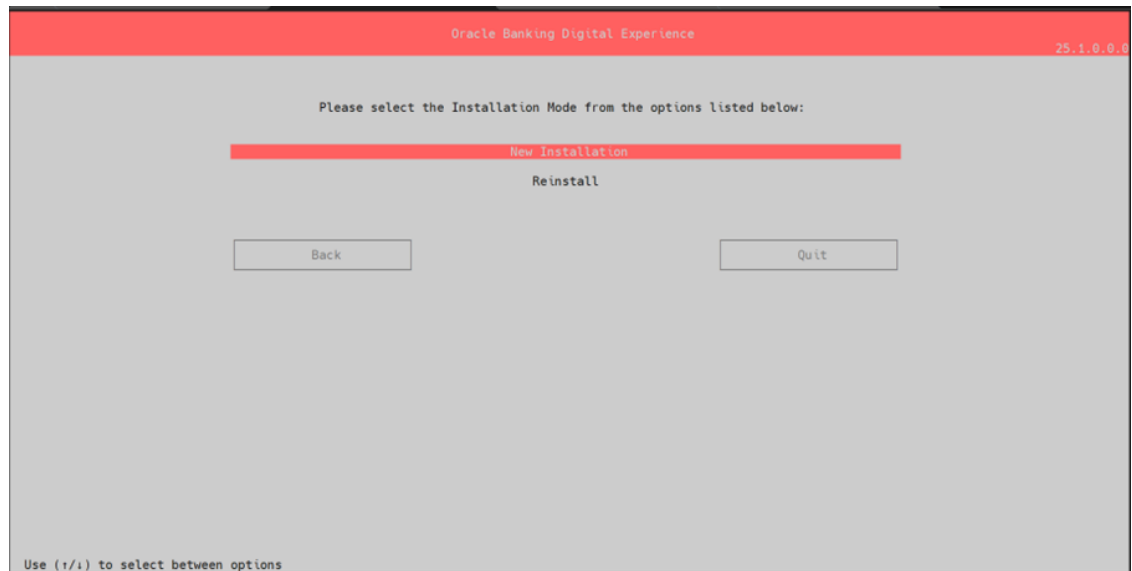 Oracle Banking Digital Experience
25.1.0.0.0
Please select the Installation Mode from the options listed below:
New Installation
Reinstall
Back Quit
Use (↑/↓) to select between options